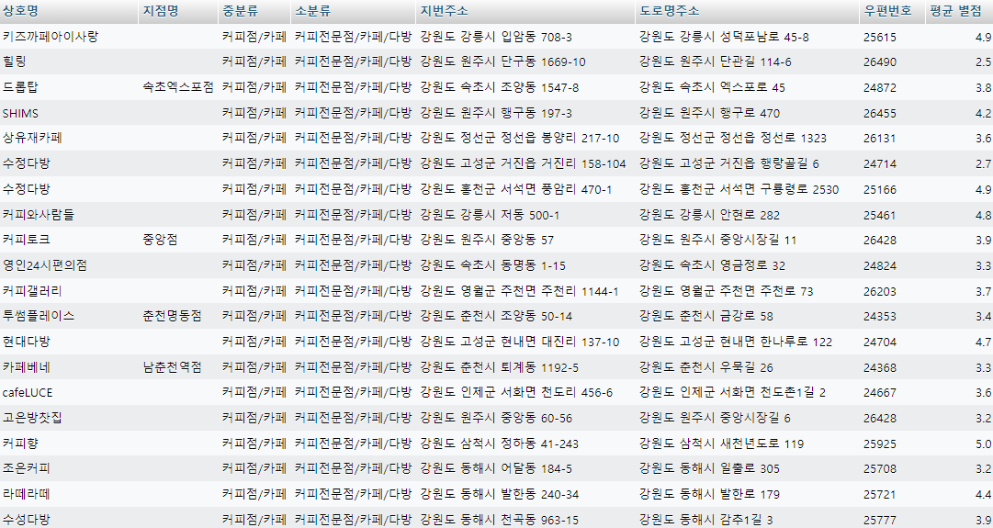 상호명 지점명 중분류 소분류 지번주소 도로명주소 우편번호 평균 별점
키즈까페아이사랑 커피점/카페 커피전문점/카페/다방 강원도 강릉시 입암동 708-3 강원도 강릉시 성덕포남로 45-8 25615 4.9
힐링 커피점/카페 커피전문점/카페/다방 강원도 원주시 단구동 1669-10 강원도 원주시 단관길 114-6 26490 2.5
드롭탑 속초엑스포점 커피점/카페 커피전문점/카페/다방 강원도 속초시 조양동 1547-8 강원도 속초시 엑스포로 45 24872 3.8
SHIMS 커피점/카페 커피전문점/카페/다방 강원도 원주시 행구동 197-3 강원도 원주시 행구로 470 26455 4.2
상유재카페 커피점/카페 커피전문점/카페/다방 강원도 정선군 정선읍 봉양리 217-10 강원도 정선군 정선읍 정선로 1323 26131 3.6
수정다방 커피점/카페 커피전문점/카페/다방 강원도 고성군 거진읍 거진리 158-104 강원도 고성군 거진읍 행랑골길 6 24714 2.7
수정다방 커피점/카페 커피전문점/카페/다방 강원도 홍천군 서석면 풍암리 470-1 강원도 홍천군 서석면 구룡령로 2530 25166 4.9
커피와사람들 커피점/카페 커피전문점/카페/다방 강원도 강릉시 저동 500-1 강원도 강릉시 안현로 282 25461 4.8
커피토크 중앙점 커피점/카페 커피전문점/카페/다방 강원도 원주시 중앙동 57 강원도 원주시 중앙시장길 11 26428 3.9
영인24시편의점 커피점/카페 커피전문점/카페/다방 강원도 속초시 동명동 1-15 강원도 속초시 영금정로 32 24824 3.3
커피갤러리 커피점/카페 커피전문점/카페/다방 강원도 영월군 주천면 주천리 1144-1 강원도 영월군 주천면 주천로 73 26203 3.7
투썸플레이스 춘천명동점 커피점/카페 커피전문점/카페/다방 강원도 춘천시 조양동 50-14 강원도 춘천시 금강로 58 24353 3.4
현대다방 커피점/카페 커피전문점/카페/다방 강원도 고성군 현내면 대진리 137-10 강원도 고성군 현내면 한나루로 122 24704 4.7
카페베네 남춘천역점 커피점/카페 커피전문점/카페/다방 강원도 춘천시 퇴계동 1192-5 강원도 춘천시 우묵길 26 24368 3.3
cafeLUCE 커피점/카페 커피전문점/카페/다방 강원도 인제군 서화면 천도리 456-6 강원도 인제군 서화면 천도촌1길 2 24667 3.6
고은방찻집 커피점/카페 커피전문점/카페/다방 강원도 원주시 중앙동 60-56 강원도 원주시 중앙시장길 6 26428 3.2
커피향 커피점/카페 커피전문점/카페/다방 강원도 삼척시 정하동 41-243 강원도 삼척시 새천년도로 119 25925 5.0
조은커피 커피점/카페 커피전문점/카페/다방 강원도 동해시 어달동 184-5 강원도 동해시 일출로 305 25708 3.2
라떼라떼 커피점/카페 커피전문점/카페/다방 강원도 동해시 발한동 240-34 강원도 동해시 발한로 179 25721 4.4
수성다방 커피점/카페 커피전문점/카페/다방 강원도 동해시 천곡동 963-15 강원도 동해시 감추1길 3 25777 3.9